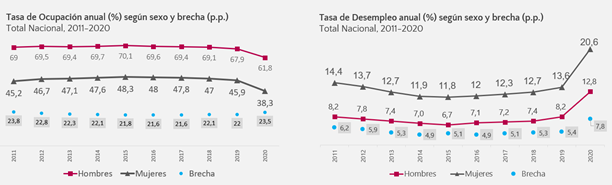 Tasa de Ocupación anual (%) según sexo y brecha (p.p.)
Total Nacional, 2011-2020
69 69,5 69,4 69,7 70,1 69,6 69,4 69,1 67,9 61,8
45,2 46,7 47,1 47,6 48,3 48 47,8 47 45,9 38,3
23,8 22,8 22,3 22,1 21,8 21,6 21,6 22,1 22 23,5
2011 2012 2013 2014 2015 2016 2017 2018 2019 2020
Hombres Mujeres Brecha
Tasa de Desempleo anual (%) según sexo y brecha (p.p.)
Total Nacional, 2011-2020
14,4 13,7 12,7 11,9 11,8 12 12,3 12,7 13,6 20,6
8,2 7,8 7,4 7,0 6,7 7,1 7,2 7,4 8,2 12,8
6,2 5,9 5,3 4,9 5,1 4,9 5,1 5,3 5,4 7,8
2011 2012 2013 2014 2015 2016 2017 2018 2019 2020
Hombres Mujeres Brecha